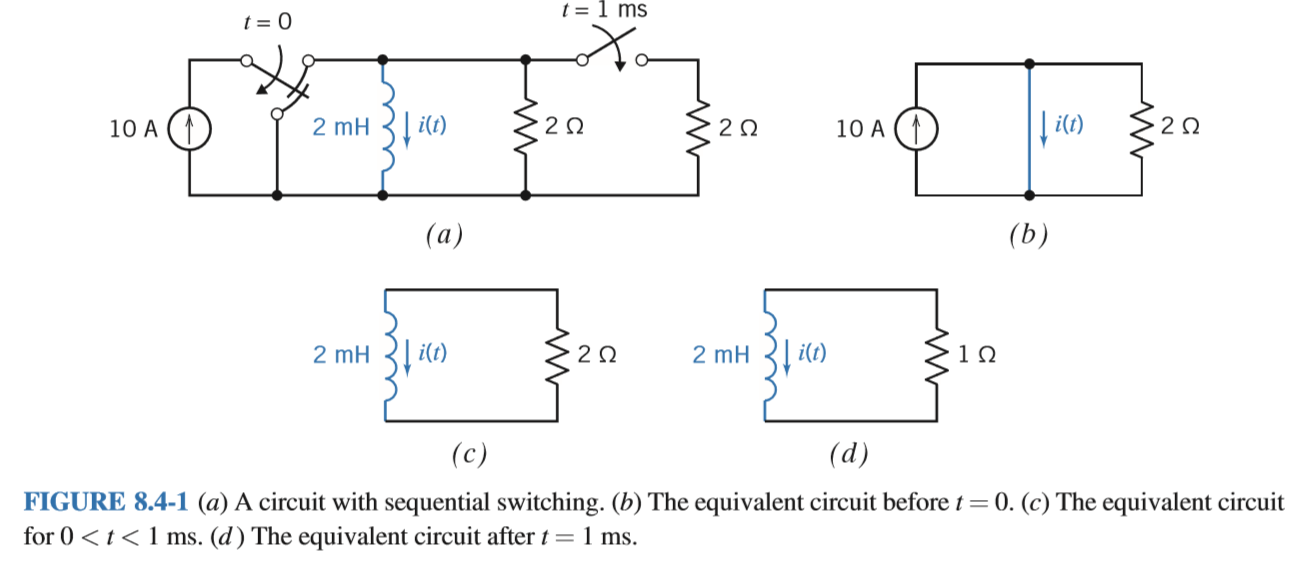 t = 0
t = 1 ms
10 A
2 mH
i(t)
2 Ω
2 Ω
10 A
i(t)
2 Ω
(a)
(b)
2 mH
i(t)
2 Ω
2 mH
i(t)
1 Ω
(c)
(d)
FIGURE 8.4-1 (a) A circuit with sequential switching. (b) The equivalent circuit before t = 0. (c) The equivalent circuit
for 0 < t < 1 ms. (d) The equivalent circuit after t = 1 ms.